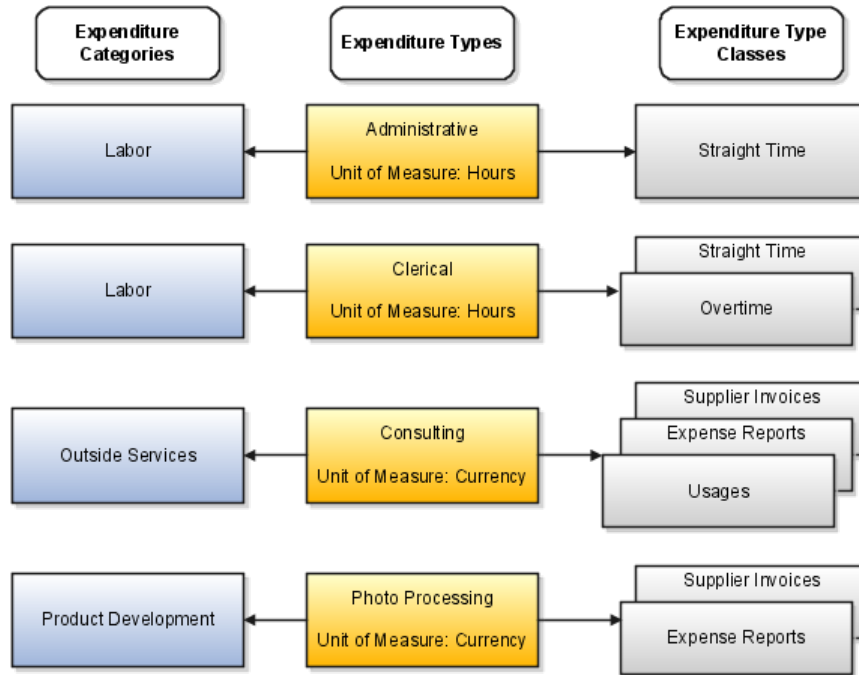 Expenditure
Categories
Expenditure Types
Expenditure Type
Classes
Labor
Administrative
Unit of Measure: Hours
Straight Time
Labor
Clerical
Unit of Measure: Hours
Straight Time
Overtime
Outside Services
Consulting
Unit of Measure: Currency
Supplier Invoices
Expense Reports
Usages
Product Development
Photo Processing
Unit of Measure: Currency
Supplier Invoices
Expense Reports